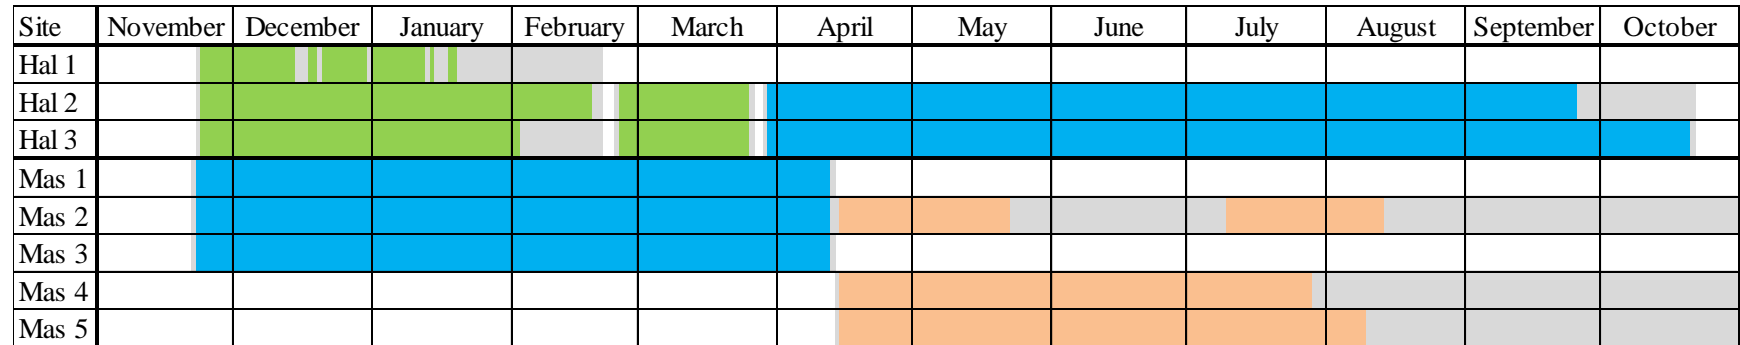 Site November December January February March April May June July August September October
Hal 1
Hal 2
Hal 3
Mas 1
Mas 2
Mas 3
Mas 4
Mas 5